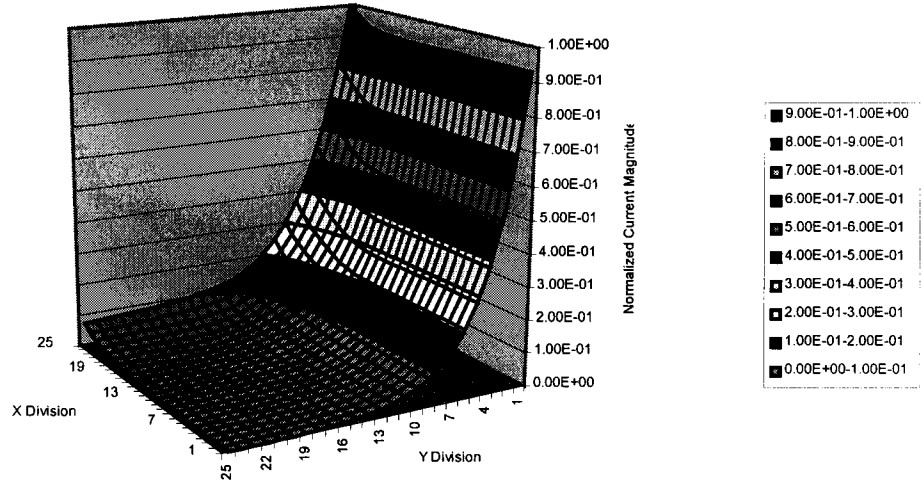 1.00E+00
9.00E-01
8.00E-01
7.00E-01
6.00E-01
5.00E-01
4.00E-01
3.00E-01
2.00E-01
1.00E-01
0.00E+00
Normalized Current Magnitude
25
19
13
7
1
X Division
25
22
19
16
13
10
7
4
1
Y Division
9.00E-01-1.00E+00
8.00E-01-9.00E-01
7.00E-01-8.00E-01
6.00E-01-7.00E-01
5.00E-01-6.00E-01
4.00E-01-5.00E-01
3.00E-01-4.00E-01
2.00E-01-3.00E-01
1.00E-01-2.00E-01
0.00E+00-1.00E-01